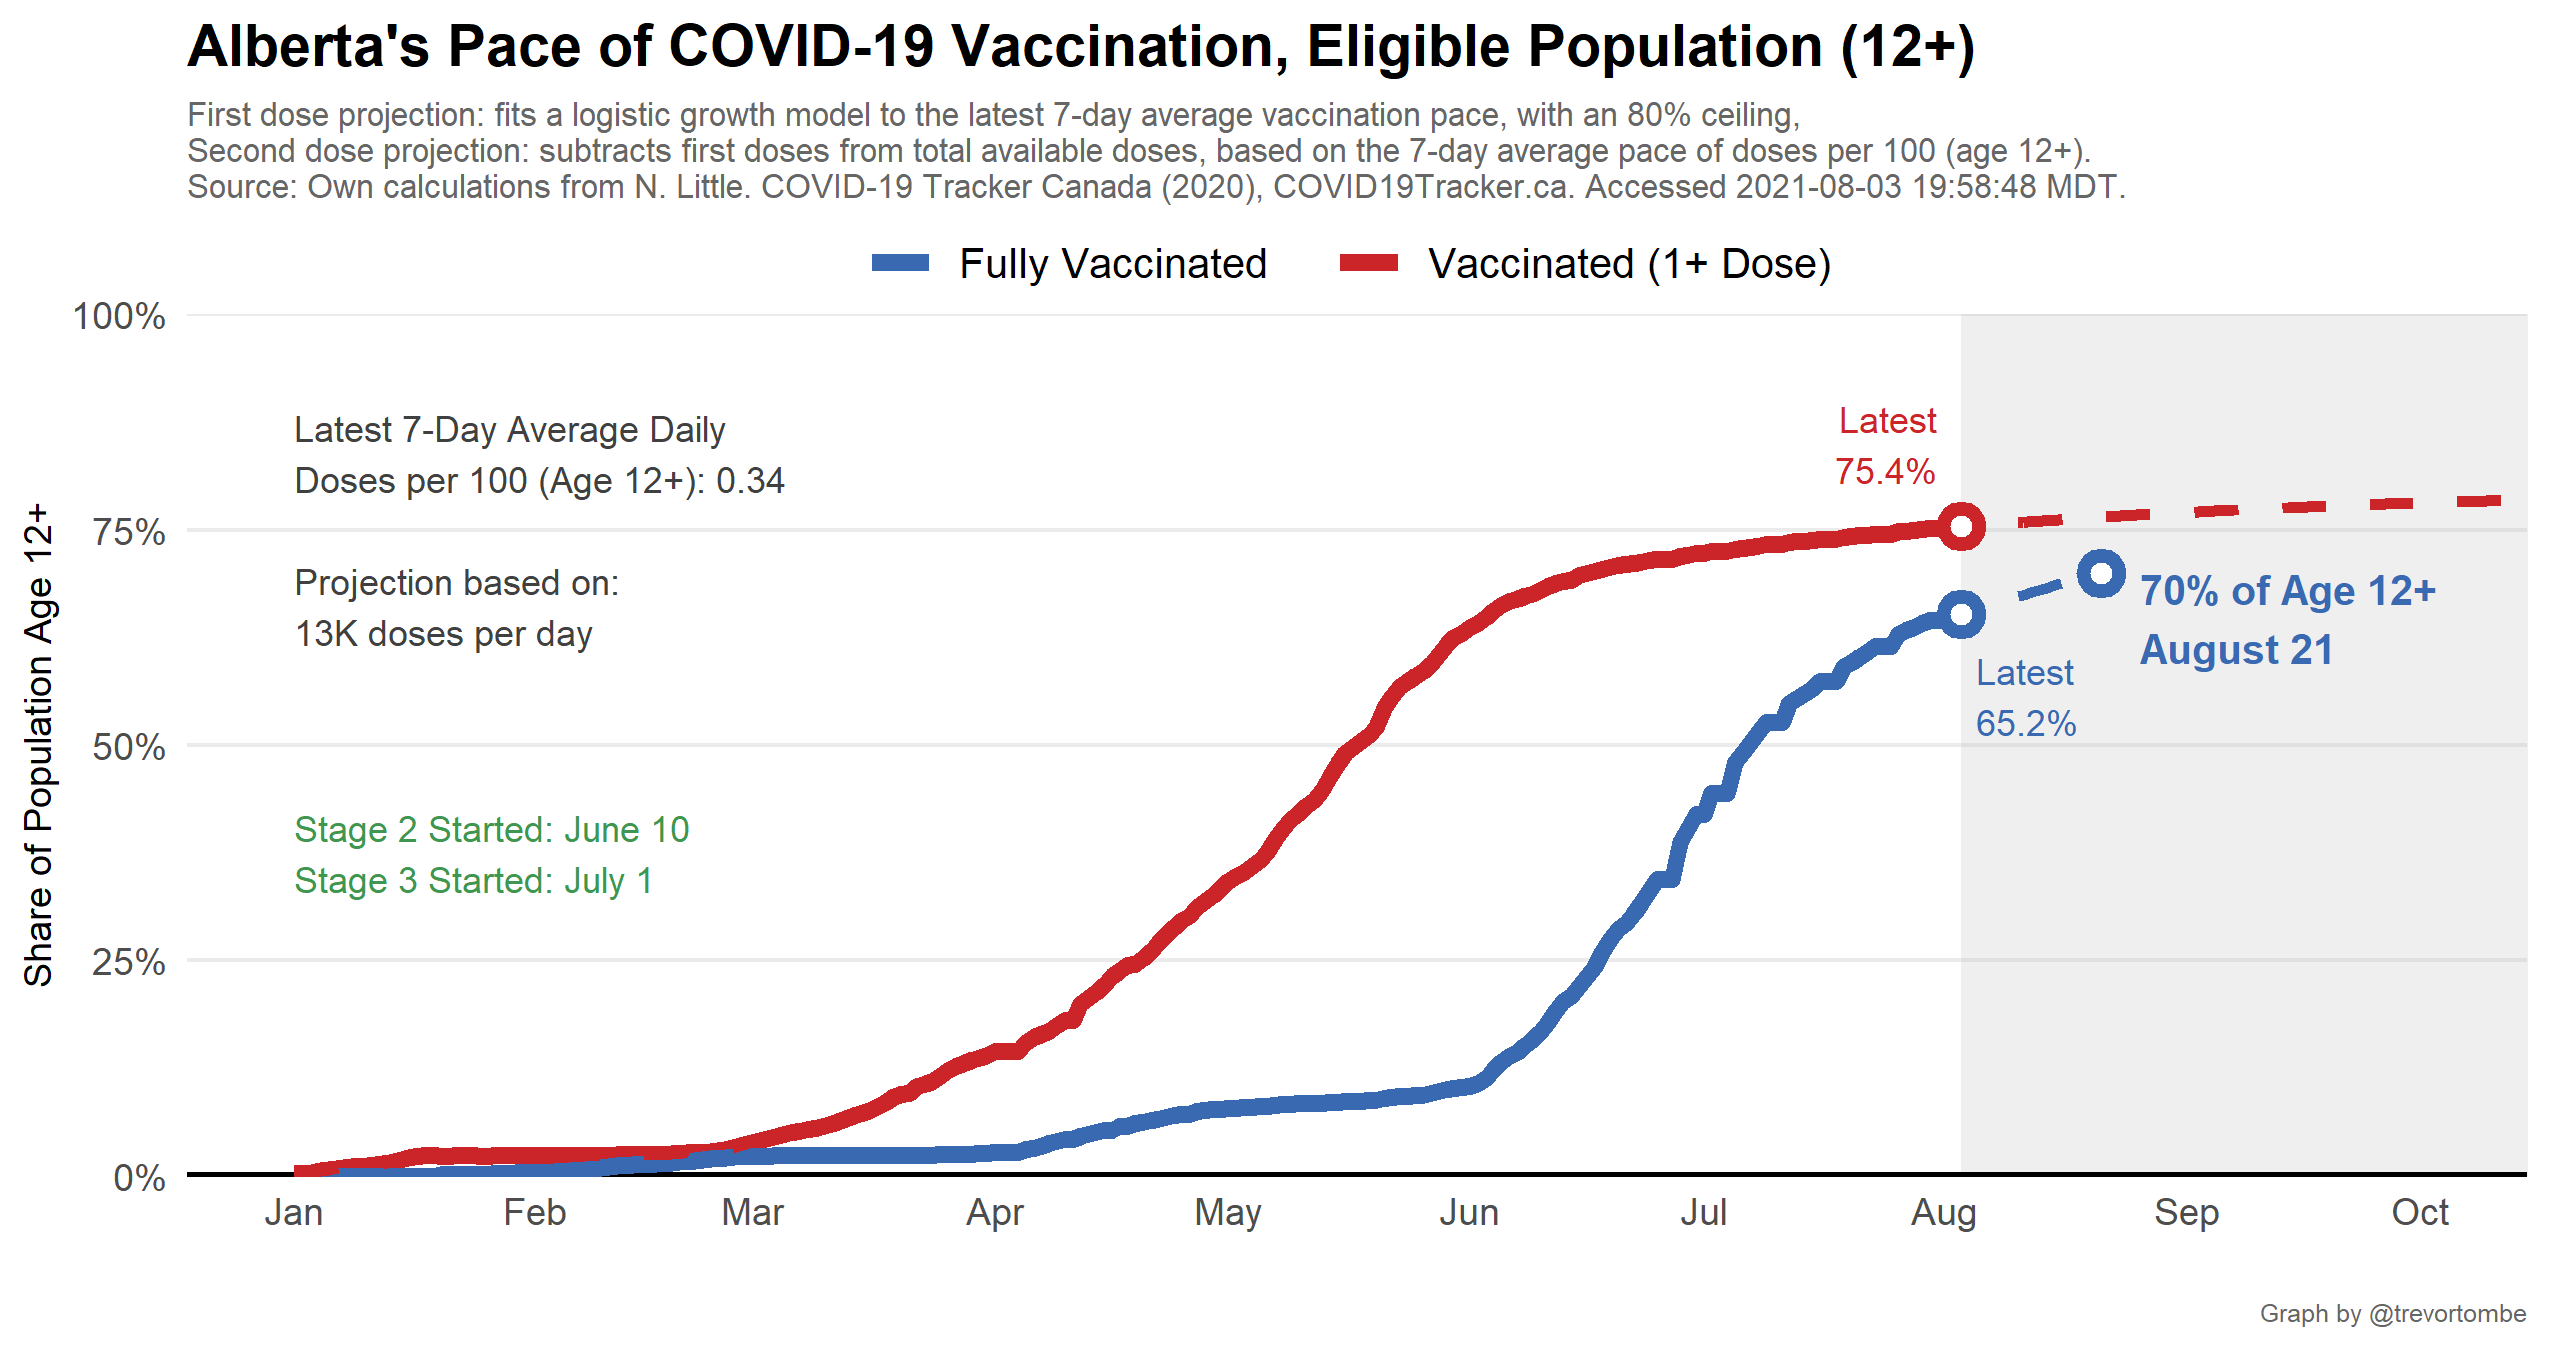 Alberta's Pace of COVID-19 Vaccination, Eligible Population (12+)
First dose projection: fits a logistic growth model to the latest 7-day average vaccination pace, with an 80% ceiling,
Second dose projection: subtracts first doses from total available doses, based on the 7-day average pace of doses per 100 (age 12+).
Source: Own calculations from N. Little. COVID-19 Tracker Canada (2020), COVID19Tracker.ca. Accessed 2021-08-03 19:58:48 MDT.
Fully Vaccinated
Vaccinated (1+ Dose)
Share of Population Age 12+
100%
75%
50%
25%
0%
Latest 7-Day Average Daily
Doses per 100 (Age 12+): 0.34
Projection based on:
13K doses per day
Stage 2 Started: June 10
Stage 3 Started: July 1
Latest
75.4%
70% of Age 12+
August 21
Latest
65.2%
Jan
Feb
Mar
Apr
May
Jun
Jul
Aug
Sep
Oct
Graph by @trevortombe